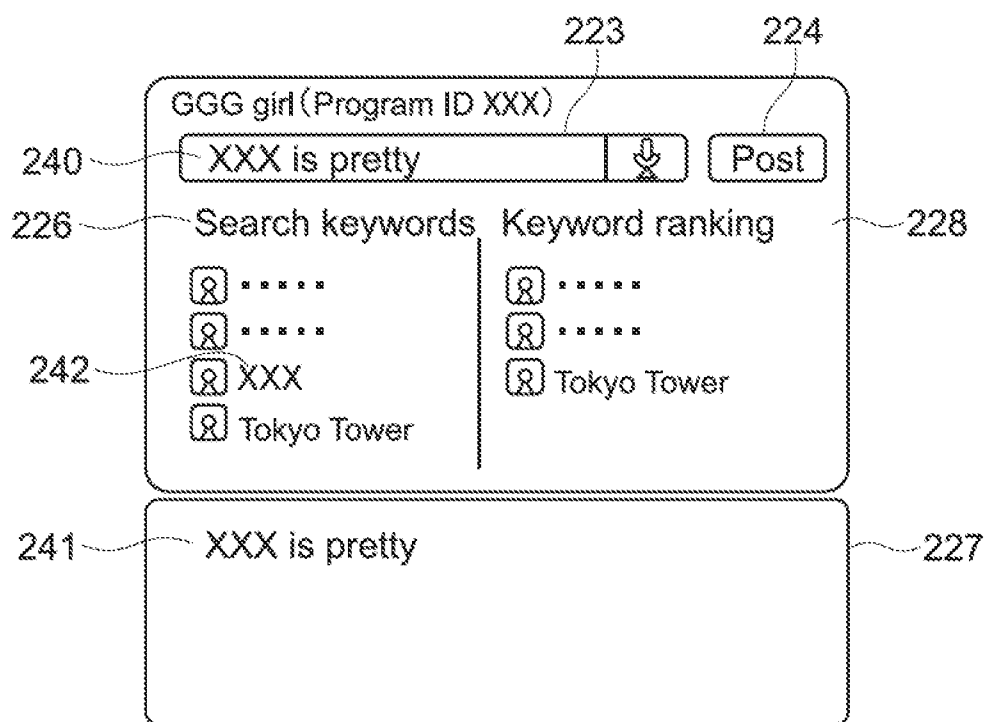 223 224
GGG girl (Program ID XXX)
240 XXX is pretty Post
226 Search keywords Keyword ranking 228
▪ ▪ ▪ ▪ ▪ ▪ ▪ ▪ ▪ ▪
▪ ▪ ▪ ▪ ▪ ▪ ▪ ▪ ▪ ▪
242 XXX Tokyo Tower
Tokyo Tower
241 XXX is pretty 227